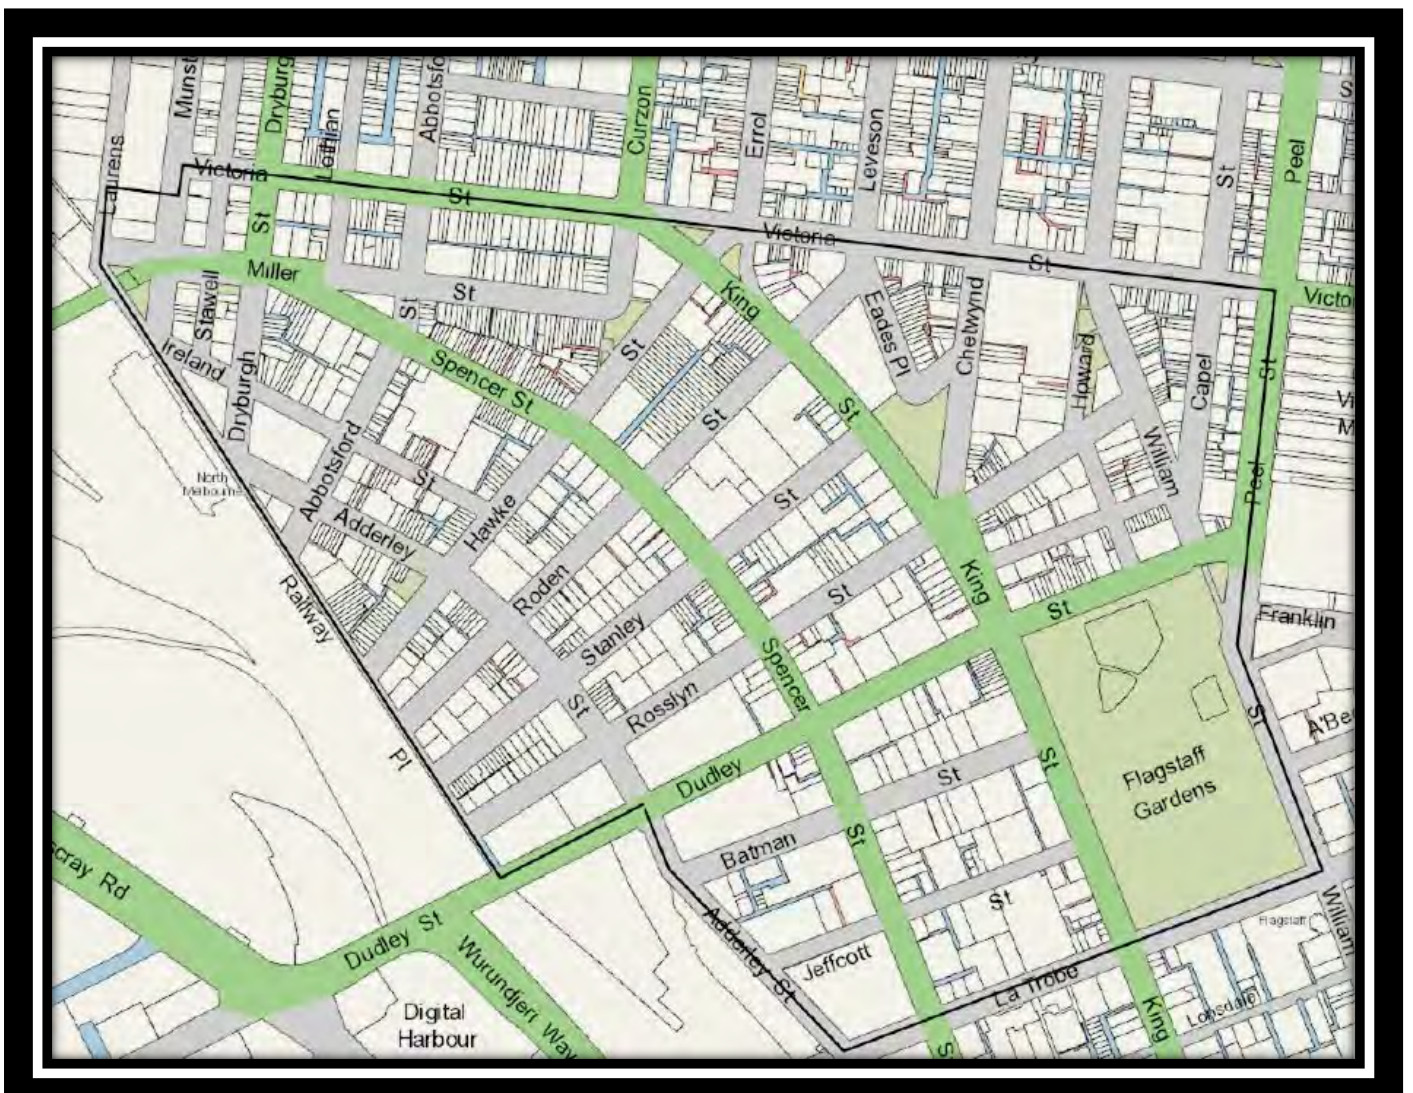 Laurens
Munst
Dryburg
Lothian
Abbotsfo
Curzon
Errol
Leveson
St
Peel
S
Victoria
St
St
Victoria
St
Victo
Miller
St
St
Stawell
Ireland
Dryburgh
Spencer St
St
King
St
Eades Pl
Chetwynd
Howard
Capel
William
St
Peel
Vi
M
North
Melbourne
Abbotsford
St
Adderley
Hawke
St
St
Roden
Stanley
St
Rosslyn
St
King
St
Franklin
Railway
Pl
Spencer
Dudley
St
A'Be
St
St
Flagstaff
Gardens
Batman
St
St
Adderley St
Jeffcott
La Trobe
Flagstaff
William
Lonsdale
King
S
scray Rd
Dudley St
Wurundjeri Way
Digital
Harbour